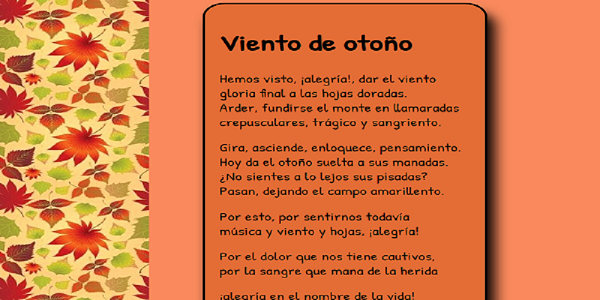 Viento de otoño
Hemos visto, ¡alegría!, dar el viento
gloria final a las hojas doradas.
Arder, fundirse el monte en llamaradas
crepusculares, trágico y sangriento.
Gira, asciende, enloquece, pensamiento.
Hoy da el otoño suelta a sus manadas.
¿No sientes a lo lejos sus pisadas?
Pasan, dejando el campo amarillento.
Por esto, por sentirnos todavía
música y viento y hojas, ¡alegría!
Por el dolor que nos tiene cautivos,
por la sangre que mana de la herida
¡alegría en el nombre de la vida!